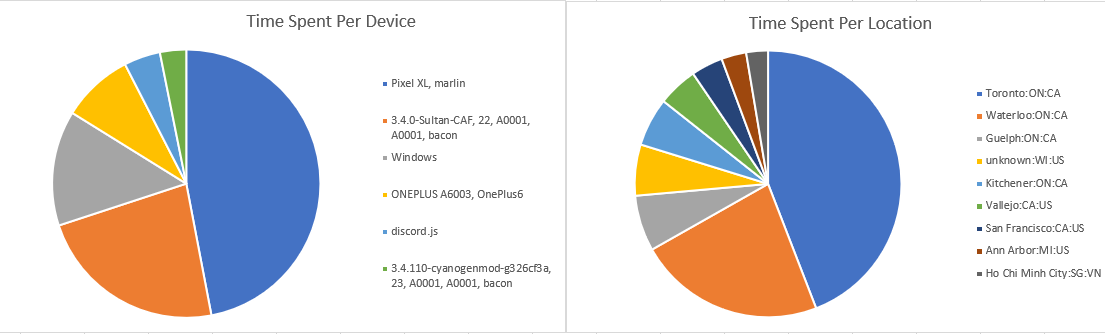 Time Spent Per Device
Pixel XL, marlin
3.4.0-Sultan-CAF, 22, A0001,
A0001, bacon
Windows
ONEPLUS A6003, OnePlus6
discord.js
3.4.110-cyanogenmod-g326cf3a,
23, A0001, A0001, bacon
Time Spent Per Location
Toronto:ON:CA
Waterloo:ON:CA
Guelph:ON:CA
unknown:WI:US
Kitchener:ON:CA
Vallejo:CA:US
San Francisco:CA:US
Ann Arbor:MI:US
Ho Chi Minh City:SG:VN